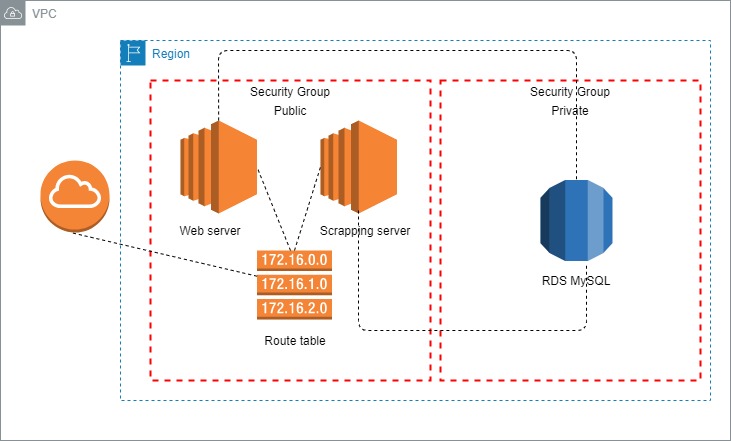 VPC
Region
Security Group
Public
Security Group
Private
Web server
Scrapping server
172.16.0.0
172.16.1.0
172.16.2.0
Route table
RDS MySQL